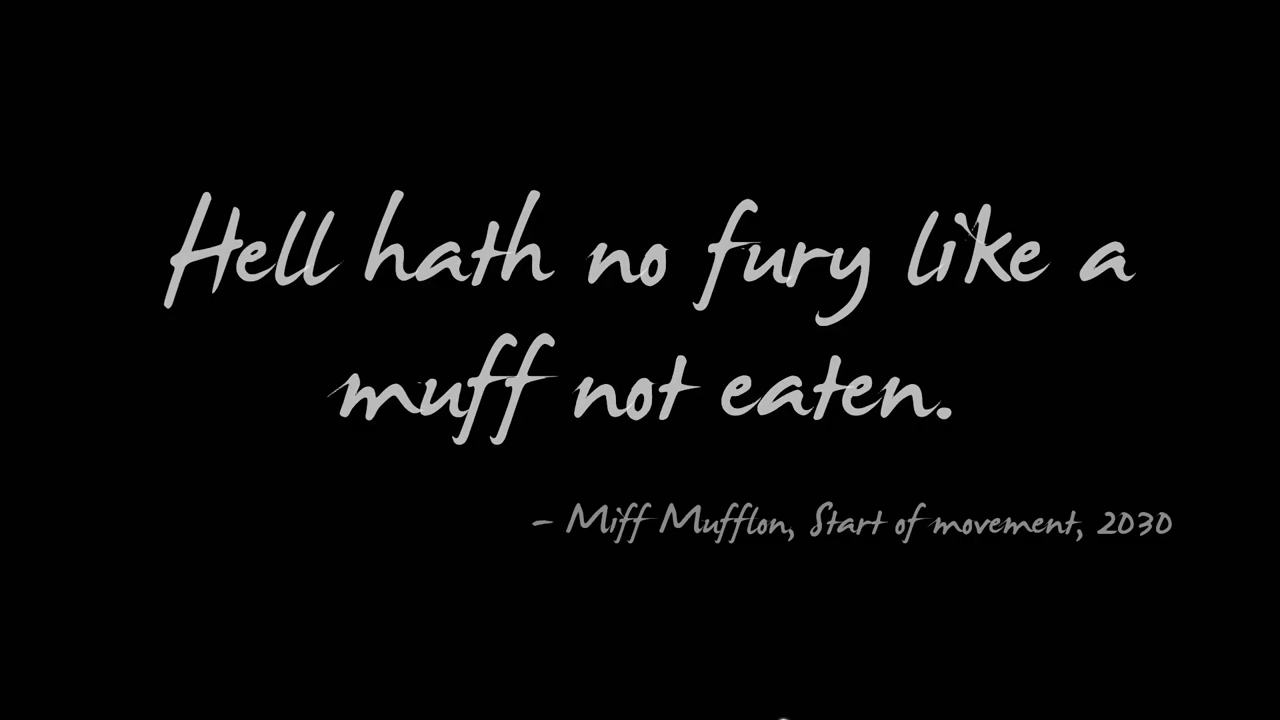 Hell hath no fury like a
muff not eaten.
- Miff Mufflon, Start of movement, 2030